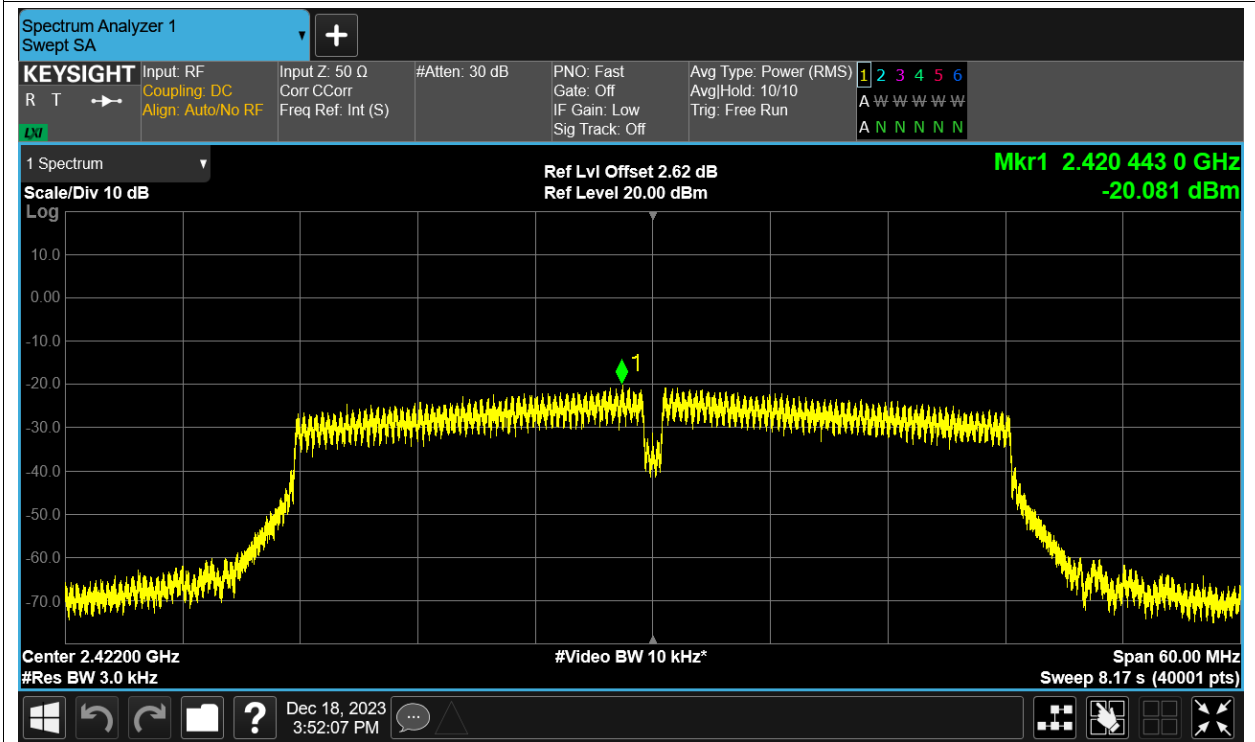 Spectrum Analyzer 1
Swept SA
KEYSIGHT
R T
LXI
Input: RF
Coupling: DC
Align: Auto/No RF
Input Z: 50 Ω
Corr CCorr
Freq Ref: Int (S)
#Atten: 30 dB
PNO: Fast
Gate: Off
IF Gain: Low
Sig Track: Off
Avg Type: Power (RMS)
Avg|Hold: 10/10
Trig: Free Run
1 2 3 4 5 6
A W W W W W
A N N N N N
1 Spectrum
Scale/Div 10 dB
Log
Ref Lvl Offset 2.62 dB
Ref Level 20.00 dBm
Mkr1 2.420 443 0 GHz
-20.081 dBm
10.0
0.00
-10.0
1
-20.0
-30.0
-40.0
-50.0
-60.0
-70.0
Center 2.42200 GHz
#Video BW 10 kHz*
Span 60.00 MHz
#Res BW 3.0 kHz
Sweep 8.17 s (40001 pts)
?
Dec 18, 2023
3:52:07 PM